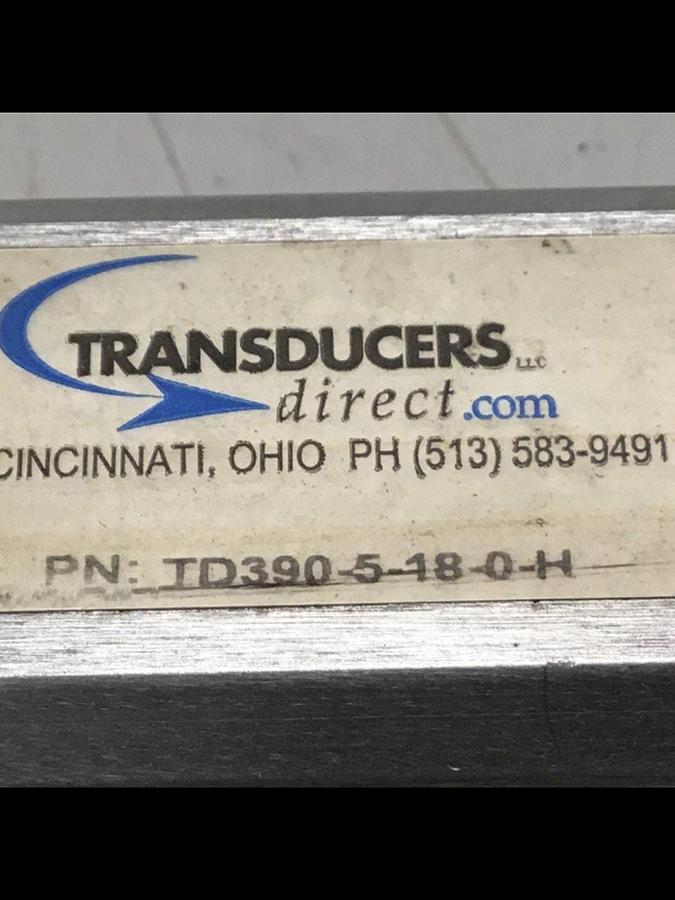 TRANSDUCERS LLC
direct.com
CINCINNATI, OHIO PH (513) 583-9491
PN: TD390-5-18-0-H